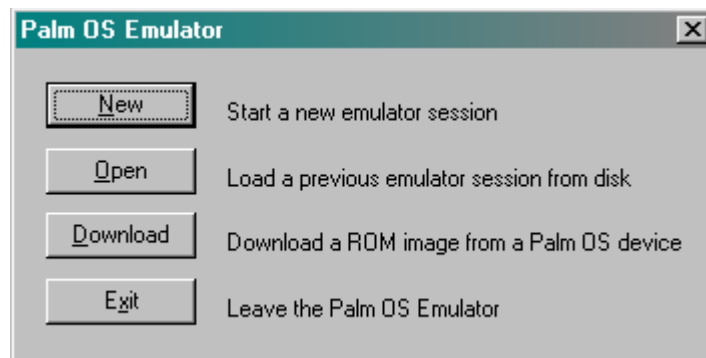 Palm OS Emulator
New Start a new emulator session
Open Load a previous emulator session from disk
Download Download a ROM image from a Palm OS device
Exit Leave the Palm OS Emulator